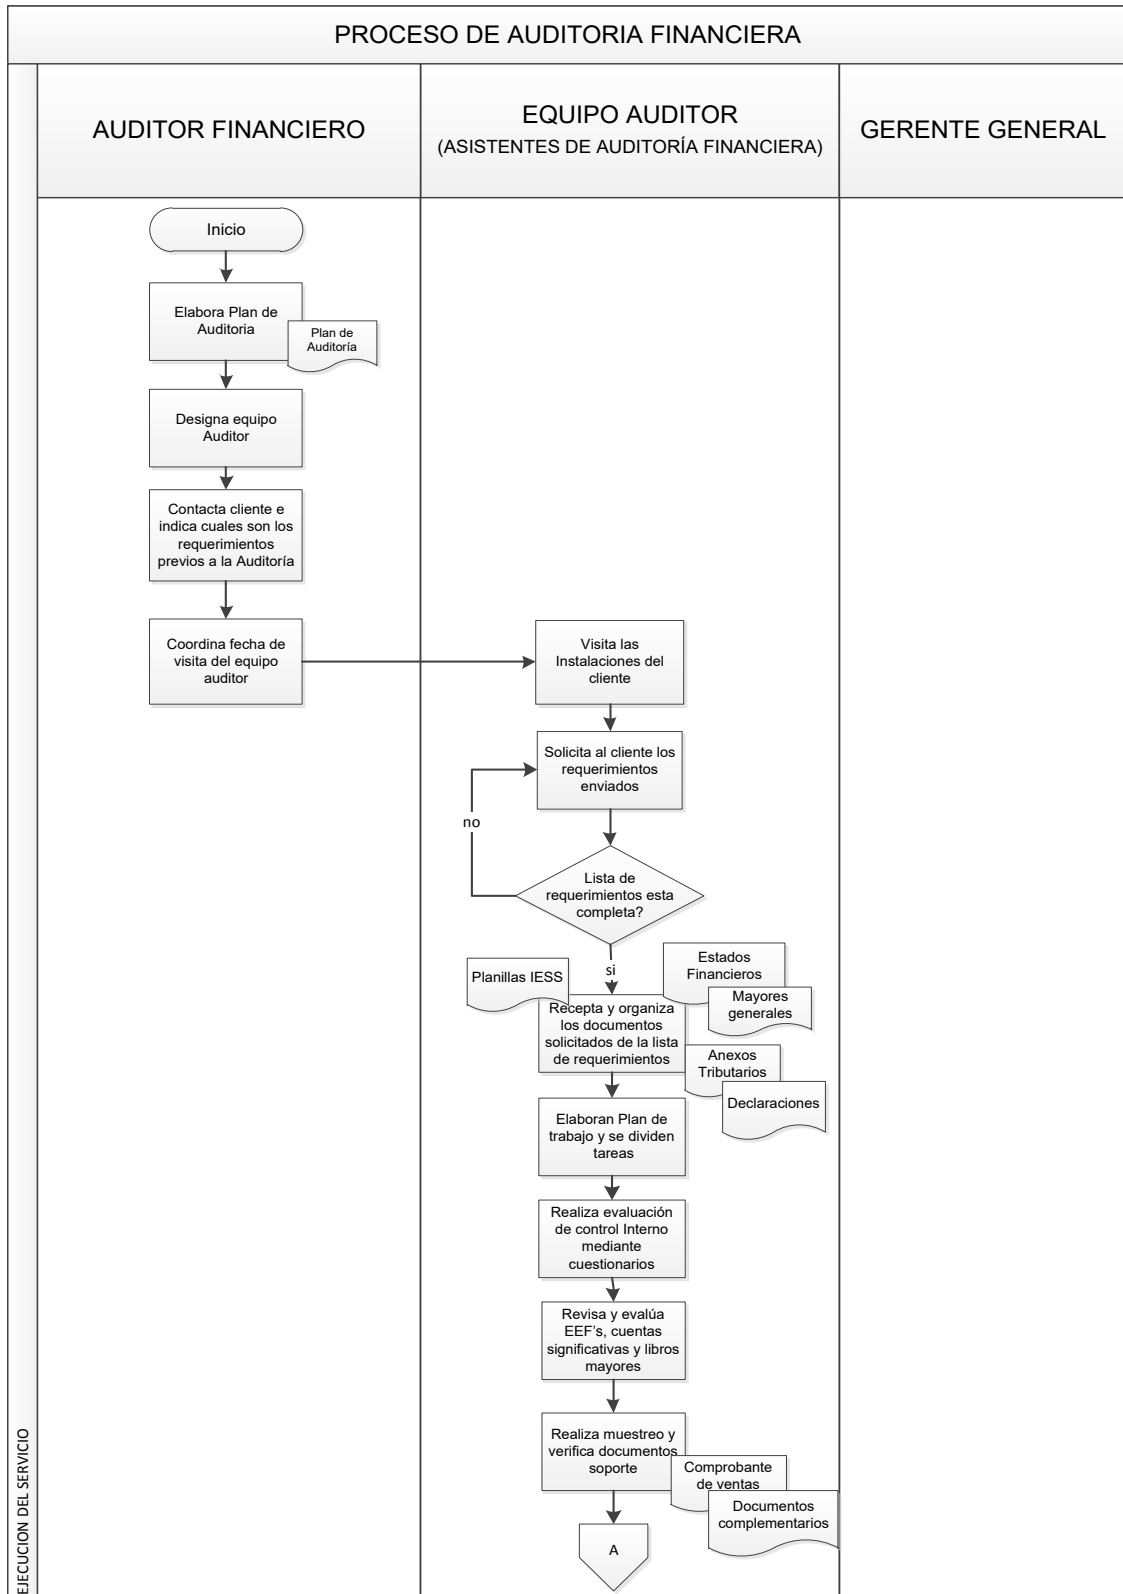 PROCESO DE AUDITORIA FINANCIERA
AUDITOR FINANCIERO
EQUIPO AUDITOR
(ASISTENTES DE AUDITORÍA FINANCIERA)
GERENTE GENERAL
EJECUCION DEL SERVICIO
Inicio
Elabora Plan de
Auditoria
Plan de
Auditoría
Designa equipo
Auditor
Contacta cliente e
indica cuales son los
requerimientos
previos a la Auditoría
Coordina fecha de
visita del equipo
auditor
Visita las
Instalaciones del
cliente
Solicita al cliente los
requerimientos
enviados
no
Lista de
requerimientos esta
completa?
si
Planillas IESS
Estados
Financieros
Mayores
generales
Recepta y organiza
los documentos
solicitados de la lista
de requerimientos
Anexos
Tributarios
Declaraciones
Elaboran Plan de
trabajo y se dividen
tareas
Realiza evaluación
de control Interno
mediante
cuestionarios
Revisa y evalúa
EEF's, cuentas
significativas y libros
mayores
Realiza muestreo y
verifica documentos
soporte
Comprobante
de ventas
Documentos
complementarios
A